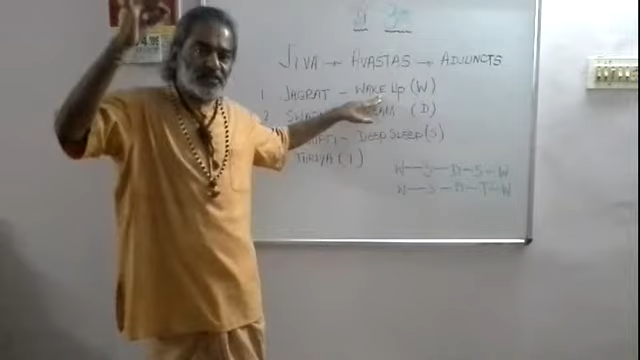 JIVA → AVASTAS → ADJUNCTS
1 JAGRAT - WAKE UP (W)
2 (D)
- DEEP SLEEP (S)
TURIYA (T)
W-S-D-S-W
W-S-D-T-W